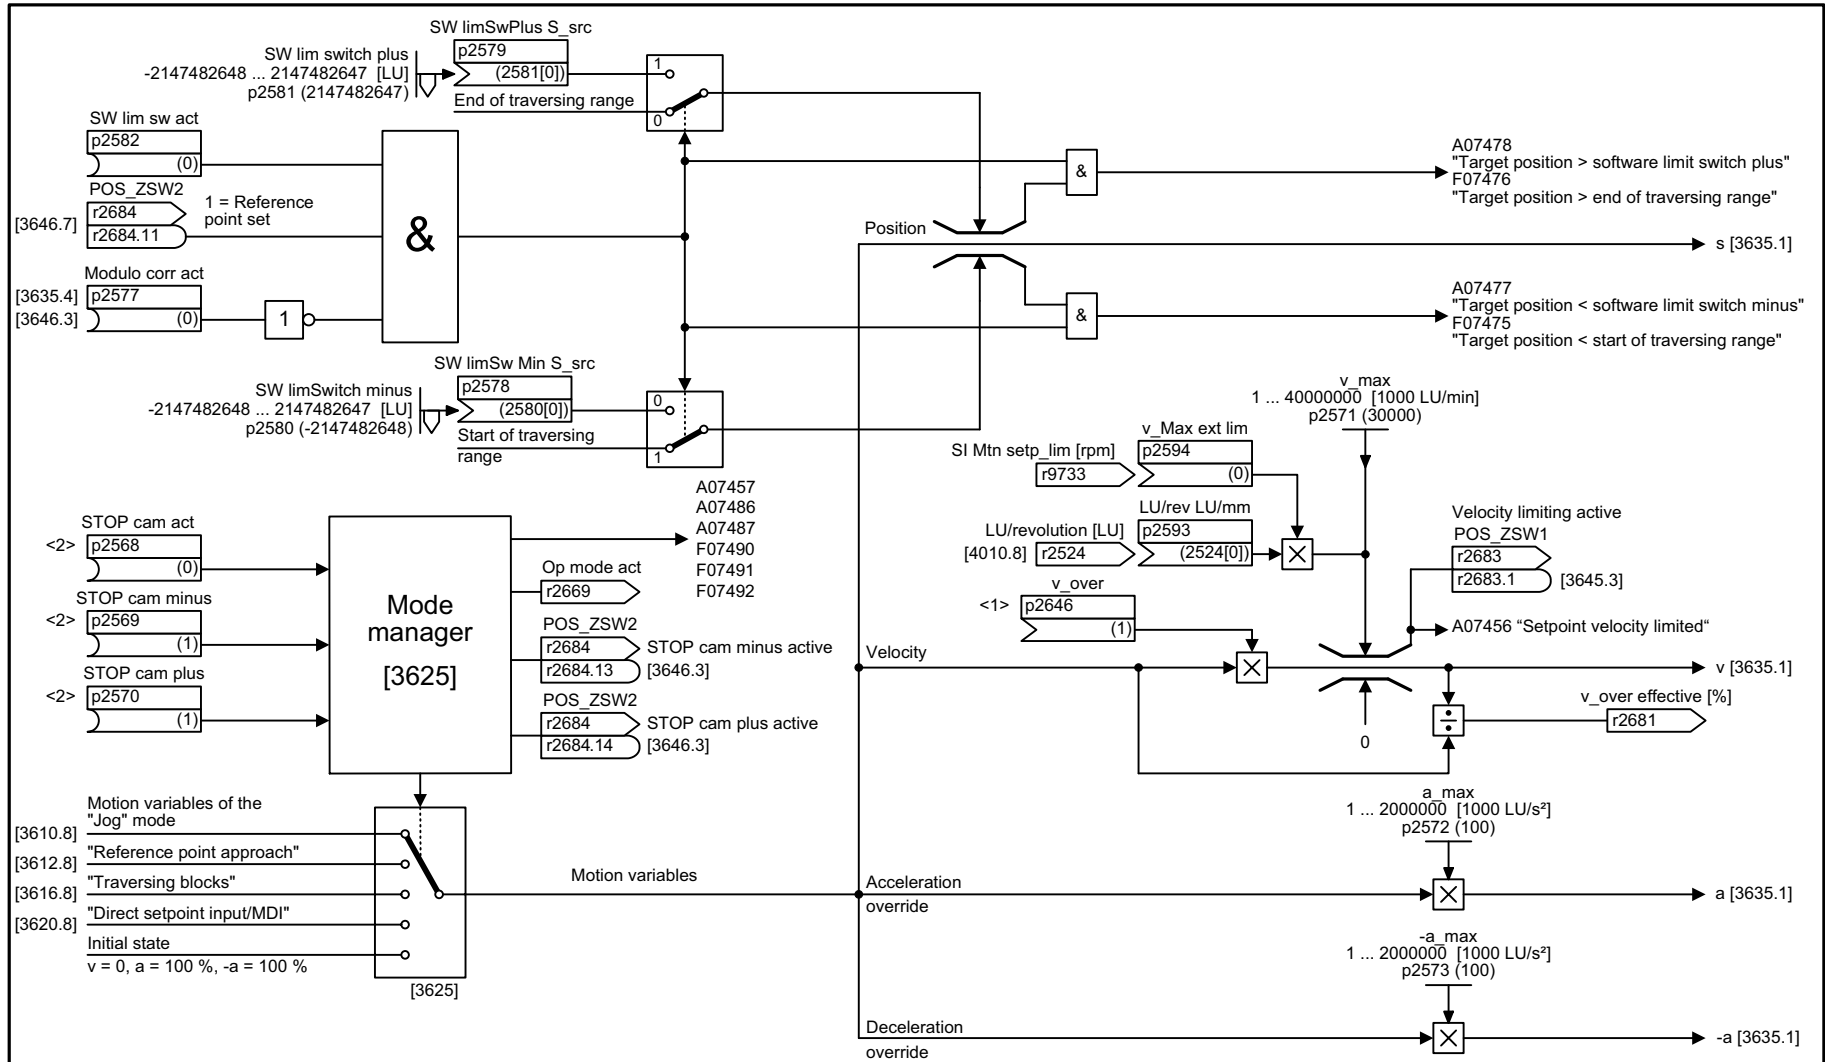 SW limSwPlus S_src
SW lim switch plus
p2579
-2147482648 ... 2147482647 [LU]
(2581[0])
p2581 (2147482647)
End of traversing range
1
0
SW lim sw act
p2582
(0)
POS_ZSW2
r2684
[3646.7]
r2684.11
1 = Reference
point set
&
Modulo corr act
[3635.4]
p2577
[3646.3]
(0)
1
SW limSw Min S_src
SW limSwitch minus
p2578
-2147482648 ... 2147482647 [LU]
(2580[0])
p2580 (-2147482648)
Start of traversing
range
0
1
Position
&
A07478
"Target position > software limit switch plus"
F07476
"Target position > end of traversing range"
s [3635.1]
&
A07477
"Target position < software limit switch minus"
F07475
"Target position < start of traversing range"
STOP cam act
<2>
p2568
(0)
STOP cam minus
<2>
p2569
(1)
STOP cam plus
<2>
p2570
(1)
Mode
manager
[3625]
A07457
A07486
A07487
F07490
F07491
F07492
Op mode act
r2669
POS_ZSW2
r2684
STOP cam minus active
r2684.13
[3646.3]
POS_ZSW2
r2684
STOP cam plus active
r2684.14
[3646.3]
v_max
1 ... 40000000 [1000 LU/min]
p2571 (30000)
v_Max ext lim
SI Mtn setp_lim [rpm]
p2594
r9733
(0)
LU/rev LU/mm
LU/revolution [LU]
p2593
[4010.8]
r2524
(2524[0])
v_over
<1>
p2646
(1)
Velocity limiting active
POS_ZSW1
r2683
r2683.1
[3645.3]
A07456 “Setpoint velocity limited“
Velocity
v [3635.1]
0
v_over effective [%]
r2681
Motion variables of the
"Jog" mode
[3610.8]
"Reference point approach"
[3612.8]
"Traversing blocks"
[3616.8]
"Direct setpoint input/MDI"
[3620.8]
Initial state
v = 0, a = 100 %, -a = 100 %
[3625]
Motion variables
a_max
1 ... 2000000 [1000 LU/s²]
p2572 (100)
Acceleration
override
a [3635.1]
-a_max
1 ... 2000000 [1000 LU/s²]
p2573 (100)
Deceleration
override
-a [3635.1]